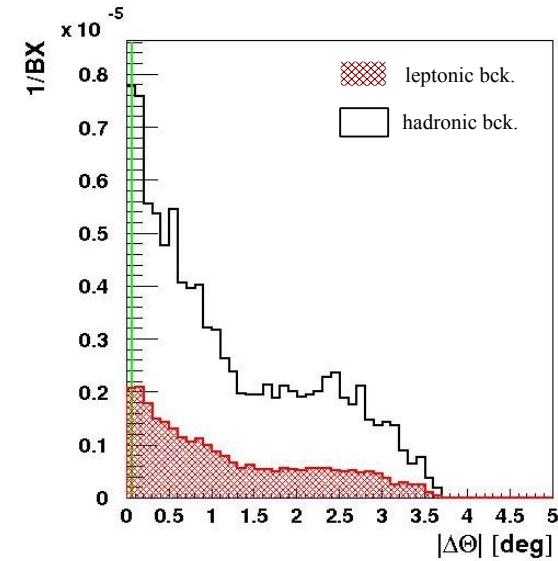 x 10 -5
1/BX
leptonic bck.
hadronic bck.
0.8
0.7
0.6
0.5
0.4
0.3
0.2
0.1
0
0 0.5 1 1.5 2 2.5 3 3.5 4 4.5 5
|ΔΘ| [deg]